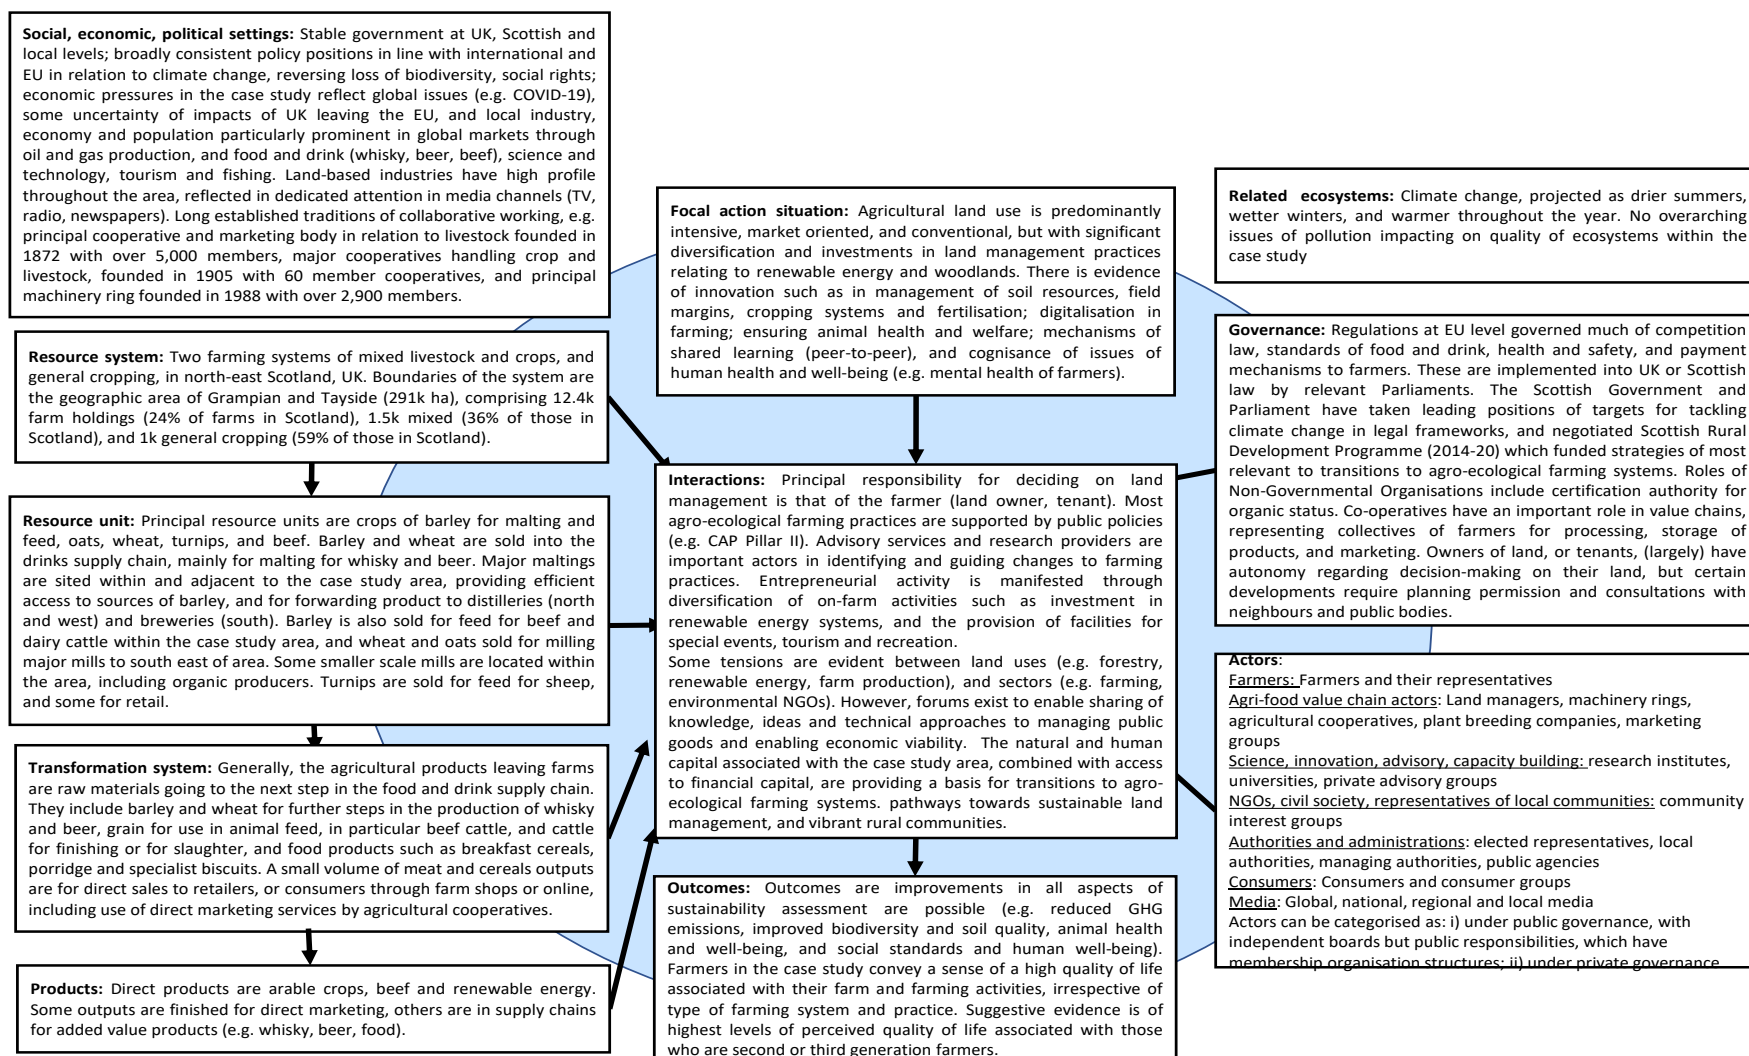 Social, economic, political settings: Stable government at UK, Scottish and
local levels; broadly consistent policy positions in line with international and
EU in relation to climate change, reversing loss of biodiversity, social rights;
economic pressures in the case study reflect global issues (e.g. COVID-19),
some uncertainty of impacts of UK leaving the EU, and local industry,
economy and population particularly prominent in global markets through
oil and gas production, and food and drink (whisky, beer, beef), science and
technology, tourism and fishing. Land-based industries have high profile
throughout the area, reflected in dedicated attention in media channels (TV,
radio, newspapers). Long established traditions of collaborative working, e.g.
principal cooperative and marketing body in relation to livestock founded in
1872 with over 5,000 members, major cooperatives handling crop and
livestock, founded in 1905 with 60 member cooperatives, and principal
machinery ring founded in 1988 with over 2,900 members.
Resource system: Two farming systems of mixed livestock and crops, and
general cropping, in north-east Scotland, UK. Boundaries of the system are
the geographic area of Grampian and Tayside (291k ha), comprising 12.4k
farm holdings (24% of farms in Scotland), 1.5k mixed (36% of those in
Scotland), and 1k general cropping (59% of those in Scotland).
Resource unit: Principal resource units are crops of barley for malting and
feed, oats, wheat, turnips, and beef. Barley and wheat are sold into the
drinks supply chain, mainly for malting for whisky and beer. Major maltings
are sited within and adjacent to the case study area, providing efficient
access to sources of barley, and for forwarding product to distilleries (north
and west) and breweries (south). Barley is also sold for feed for beef and
dairy cattle within the case study area, and wheat and oats sold for milling
major mills to south east of area. Some smaller scale mills are located within
the area, including organic producers. Turnips are sold for feed for sheep,
and some for retail.
Transformation system: Generally, the agricultural products leaving farms
are raw materials going to the next step in the food and drink supply chain.
They include barley and wheat for further steps in the production of whisky
and beer, grain for use in animal feed, in particular beef cattle, and cattle
for finishing or for slaughter, and food products such as breakfast cereals,
porridge and specialist biscuits. A small volume of meat and cereals outputs
are for direct sales to retailers, or consumers through farm shops or online,
including use of direct marketing services by agricultural cooperatives.
Products: Direct products are arable crops, beef and renewable energy.
Some outputs are finished for direct marketing, others are in supply chains
for added value products (e.g. whisky, beer, food).
Focal action situation: Agricultural land use is predominantly
intensive, market oriented, and conventional, but with significant
diversification and investments in land management practices
relating to renewable energy and woodlands. There is evidence
of innovation such as in management of soil resources, field
margins, cropping systems and fertilisation; digitalisation in
farming; ensuring animal health and welfare; mechanisms of
shared learning (peer-to-peer), and cognisance of issues of
human health and well-being (e.g. mental health of farmers).
Interactions: Principal responsibility for deciding on land
management is that of the farmer (land owner, tenant). Most
agro-ecological farming practices are supported by public policies
(e.g. CAP Pillar II). Advisory services and research providers are
important actors in identifying and guiding changes to farming
practices. Entrepreneurial activity is manifested through
diversification of on-farm activities such as investment in
renewable energy systems, and the provision of facilities for
special events, tourism and recreation.
Some tensions are evident between land uses (e.g. forestry,
renewable energy, farm production), and sectors (e.g. farming,
environmental NGOs). However, forums exist to enable sharing of
knowledge, ideas and technical approaches to managing public
goods and enabling economic viability. The natural and human
capital associated with the case study area, combined with access
to financial capital, are providing a basis for transitions to agro-
ecological farming systems. pathways towards sustainable land
management, and vibrant rural communities.
Outcomes: Outcomes are improvements in all aspects of
sustainability assessment are possible (e.g. reduced GHG
emissions, improved biodiversity and soil quality, animal health
and well-being, and social standards and human well-being).
Farmers in the case study convey a sense of a high quality of life
associated with their farm and farming activities, irrespective of
type of farming system and practice. Suggestive evidence is of
highest levels of perceived quality of life associated with those
who are second or third generation farmers.
Related ecosystems: Climate change, projected as drier summers,
wetter winters, and warmer throughout the year. No overarching
issues of pollution impacting on quality of ecosystems within the
case study
Governance: Regulations at EU level governed much of competition
law, standards of food and drink, health and safety, and payment
mechanisms to farmers. These are implemented into UK or Scottish
law by relevant Parliaments. The Scottish Government and
Parliament have taken leading positions of targets for tackling
climate change in legal frameworks, and negotiated Scottish Rural
Development Programme (2014-20) which funded strategies of most
relevant to transitions to agro-ecological farming systems. Roles of
Non-Governmental Organisations include certification authority for
organic status. Co-operatives have an important role in value chains,
representing collectives of farmers for processing, storage of
products, and marketing. Owners of land, or tenants, (largely) have
autonomy regarding decision-making on their land, but certain
developments require planning permission and consultations with
neighbours and public bodies.
Actors:
Farmers: Farmers and their representatives
Agri-food value chain actors: Land managers, machinery rings,
agricultural cooperatives, plant breeding companies, marketing
groups
Science, innovation, advisory, capacity building: research institutes,
universities, private advisory groups
NGOs, civil society, representatives of local communities: community
interest groups
Authorities and administrations: elected representatives, local
authorities, managing authorities, public agencies
Consumers: Consumers and consumer groups
Media: Global, national, regional and local media
Actors can be categorised as: i) under public governance, with
independent boards but public responsibilities, which have
membership organisation structures; ii) under private governance